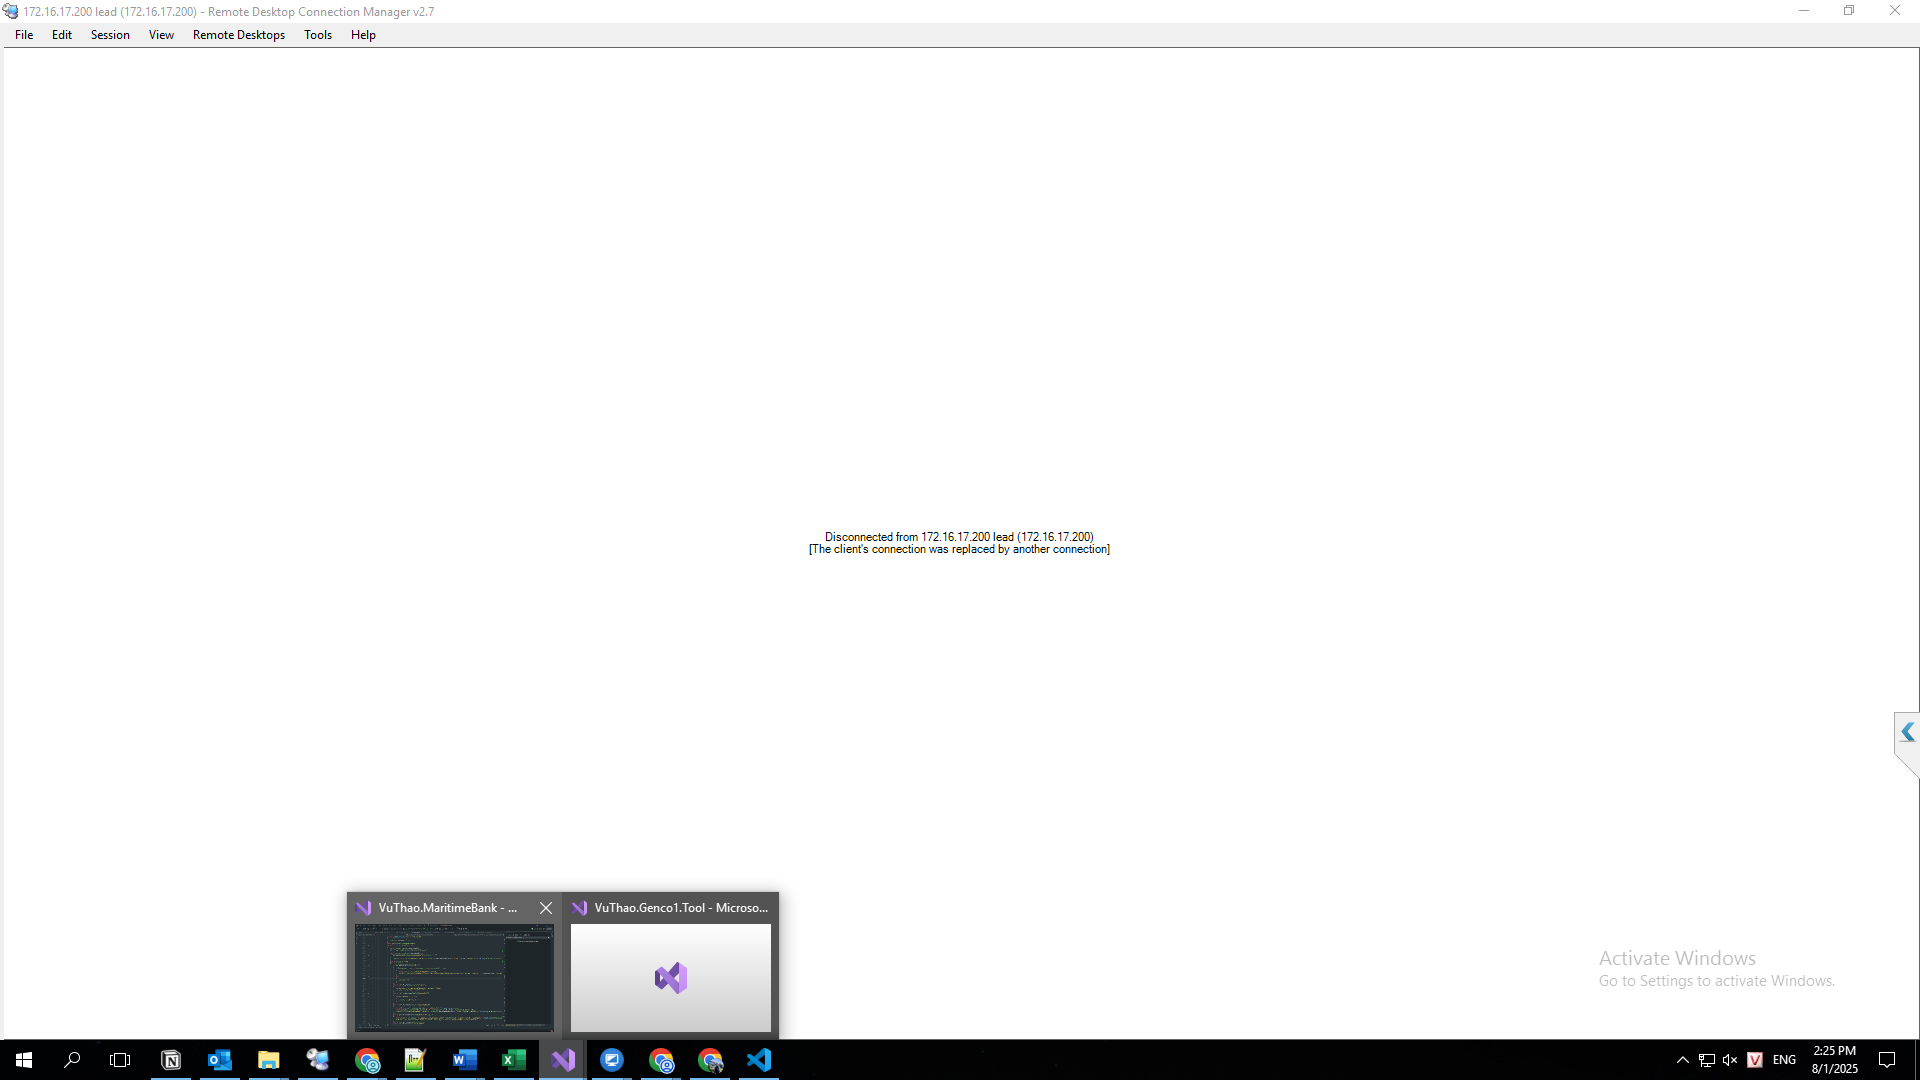 172.16.17.200 lead (172.16.17.200) - Remote Desktop Connection Manager v2.7
File Edit Session View Remote Desktops Tools Help
Disconnected from 172.16.17.200 lead (172.16.17.200)
[The client's connection was replaced by another connection]
VuThao.MaritimeBank - ...
VuThao.Genco1.Tool - Microso...
Activate Windows
Go to Settings to activate Windows.
ENG
2:25 PM
8/1/2025